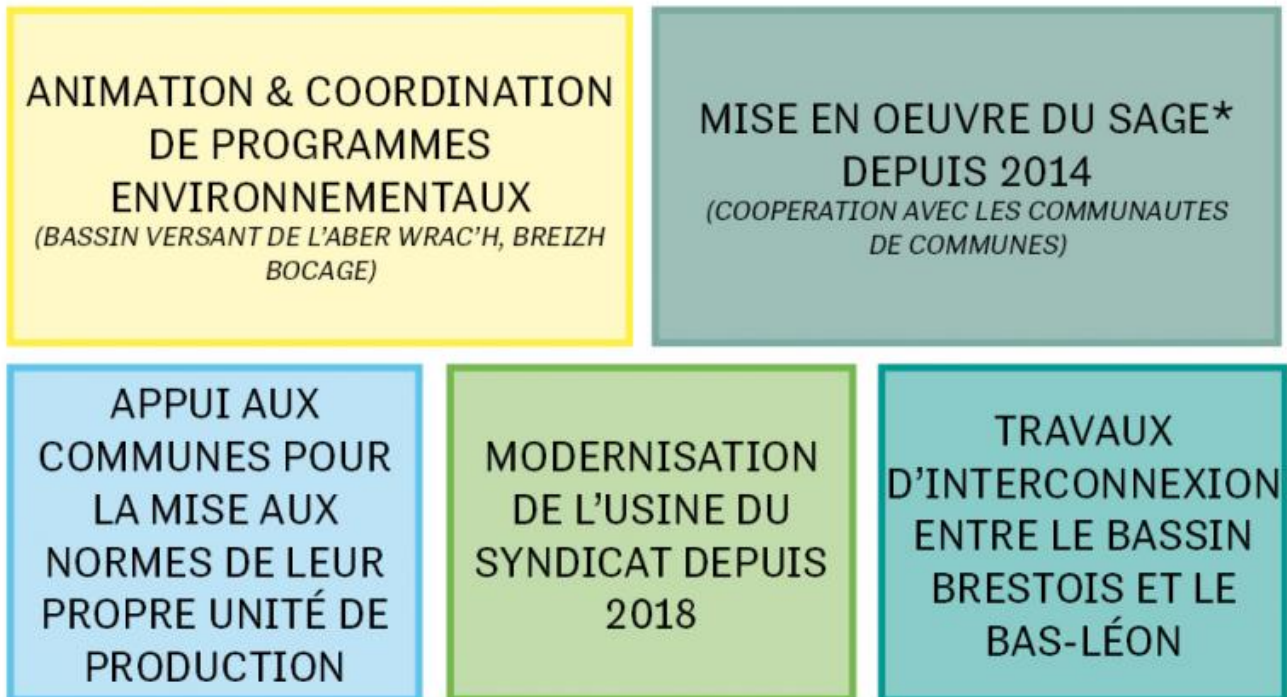 ANIMATION & COORDINATION
DE PROGRAMMES
ENVIRONNEMENTAUX
(BASSIN VERSANT DE L'ABER WRAC'H, BREIZH
BOCAGE)
MISE EN OEUVRE DU SAGE*
DEPUIS 2014
(COOPERATION AVEC LES COMMUNAUTES
DE COMMUNES)
APPUI AUX
COMMUNES POUR
LA MISE AUX
NORMES DE LEUR
PROPRE UNITÉ DE
PRODUCTION
MODERNISATION
DE L'USINE DU
SYNDICAT DEPUIS
2018
TRAVAUX
D'INTERCONNEXION
ENTRE LE BASSIN
BRESTOIS ET LE
BAS-LÉON